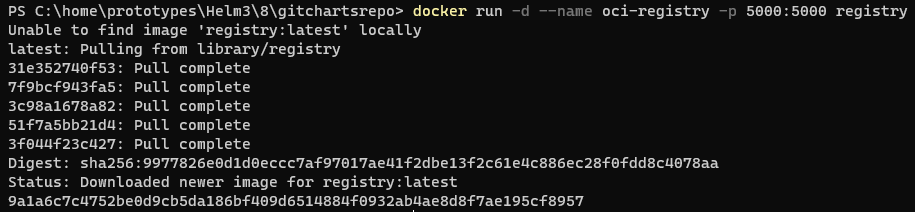 PS C:\home\prototypes\Helm3\8\gitchartsrepo> docker run -d --name oci-registry -p 5000:5000 registry
Unable to find image 'registry:latest' locally
latest: Pulling from library/registry
31e352740f53: Pull complete
7f9bcf943fa5: Pull complete
3c98a1678a82: Pull complete
51f7a5bb21d4: Pull complete
3f044f23c427: Pull complete
Digest: sha256:9977826e0d1d0eccc7af97017ae41f2dbe13f2c61e4c886ec28f0fdd8c4078aa
Status: Downloaded newer image for registry:latest
9a1a6c7c4752be0d9cb5da186bf409d6514884f0932ab4ae8d8f7ae195cf8957